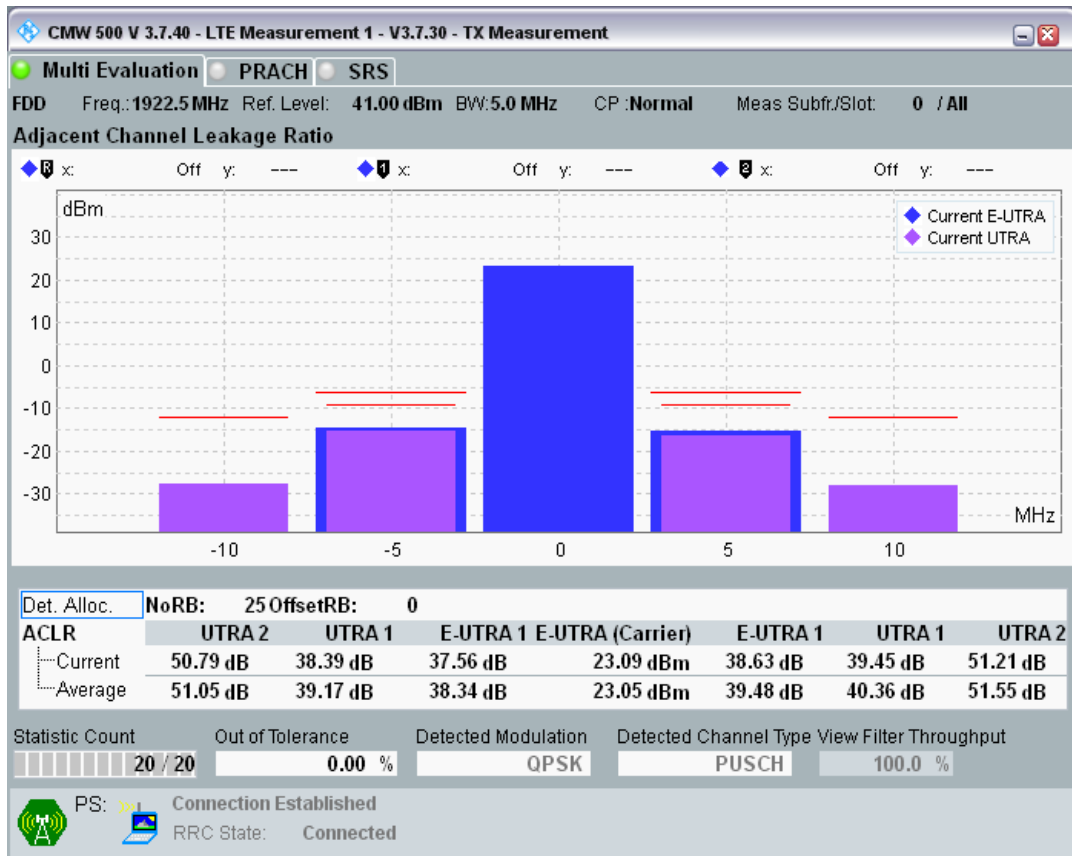 CMW 500 V 3.7.40 - LTE Measurement 1 - V3.7.30 - TX Measurement
Multi Evaluation PRACH SRS
FDD Freq.:1922.5 MHz Ref. Level: 41.00 dBm BW:5.0 MHz CP :Normal Meas Subfr./Slot: 0 / All
Adjacent Channel Leakage Ratio
R x: Off y: --- 1 x: Off y: --- 2 x: Off y: ---
dBm
Current E-UTRA
Current UTRA
30
20
10
0
-10
-20
-30
MHz
-10 -5 0 5 10
Det. Alloc. NoRB: 25 OffsetRB: 0
ACLR UTRA 2 UTRA 1 E-UTRA 1 E-UTRA (Carrier) E-UTRA 1 UTRA 1 UTRA 2
Current 50.79 dB 38.39 dB 37.56 dB 23.09 dBm 38.63 dB 39.45 dB 51.21 dB
Average 51.05 dB 39.17 dB 38.34 dB 23.05 dBm 39.48 dB 40.36 dB 51.55 dB
Statistic Count Out of Tolerance Detected Modulation Detected Channel Type View Filter Throughput
20 / 20 0.00 % QPSK PUSCH 100.0 %
PS: Connection Established
RRC State: Connected